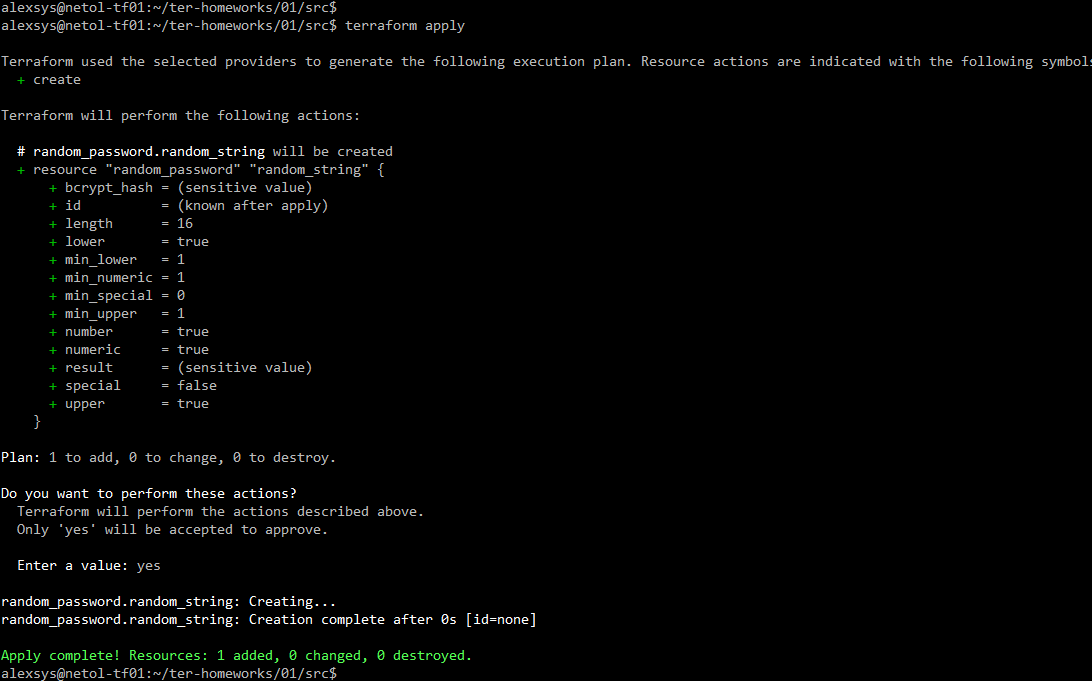 alexsys@netol-tf01:~/ter-homeworks/01/src$
alexsys@netol-tf01:~/ter-homeworks/01/src$ terraform apply
Terraform used the selected providers to generate the following execution plan. Resource actions are indicated with the following symbols
  + create
Terraform will perform the following actions:
  # random_password.random_string will be created
  + resource "random_password" "random_string" {
      + bcrypt_hash = (sensitive value)
      + id          = (known after apply)
      + length      = 16
      + lower       = true
      + min_lower   = 1
      + min_numeric = 1
      + min_special = 0
      + min_upper   = 1
      + number      = true
      + numeric     = true
      + result      = (sensitive value)
      + special     = false
      + upper       = true
    }
Plan: 1 to add, 0 to change, 0 to destroy.
Do you want to perform these actions?
  Terraform will perform the actions described above.
  Only 'yes' will be accepted to approve.
  Enter a value: yes
random_password.random_string: Creating...
random_password.random_string: Creation complete after 0s [id=none]
Apply complete! Resources: 1 added, 0 changed, 0 destroyed.
alexsys@netol-tf01:~/ter-homeworks/01/src$